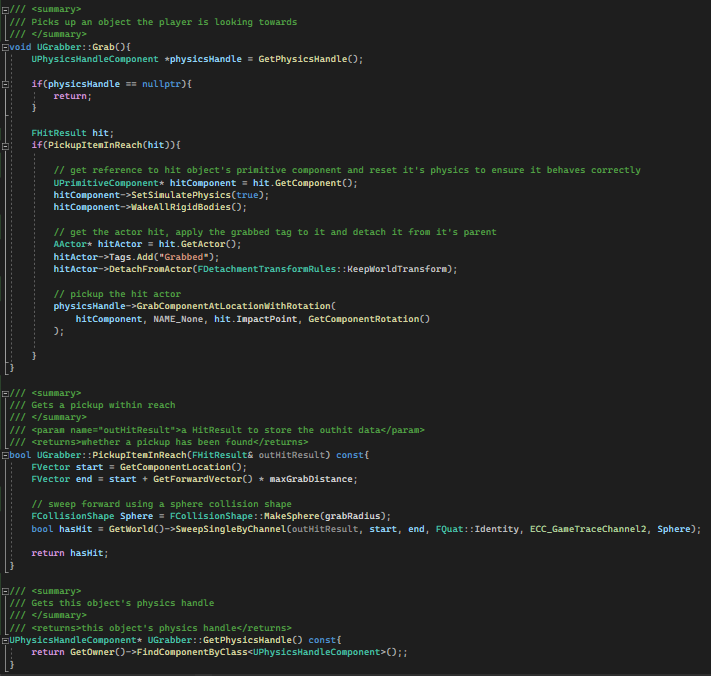 /// <summary>
/// Picks up an object the player is looking towards
/// </summary>
void UGrabber::Grab(){
    UPhysicsHandleComponent *physicsHandle = GetPhysicsHandle();

    if(physicsHandle == nullptr){
        return;
    }

    FHitResult hit;
    if(PickupItemInReach(hit)){

        // get reference to hit object's primitive component and reset it's physics to ensure it behaves correctly
        UPrimitiveComponent* hitComponent = hit.GetComponent();
        hitComponent->SetSimulatePhysics(true);
        hitComponent->WakeAllRigidBodies();

        // get the actor hit, apply the grabbed tag to it and detach it from it's parent
        AActor* hitActor = hit.GetActor();
        hitActor->Tags.Add("Grabbed");
        hitActor->DetachFromActor(FDetachmentTransformRules::KeepWorldTransform);

        // pickup the hit actor
        physicsHandle->GrabComponentAtLocationWithRotation(
            hitComponent, NAME_None, hit.ImpactPoint, GetComponentRotation()
        );

    }
}

/// <summary>
/// Gets a pickup within reach
/// </summary>
/// <param name="outHitResult">a HitResult to store the outhit data</param>
/// <returns>whether a pickup has been found</returns>
bool UGrabber::PickupItemInReach(FHitResult& outHitResult) const{
    FVector start = GetComponentLocation();
    FVector end = start + GetForwardVector() * maxGrabDistance;

    // sweep forward using a sphere collision shape
    FCollisionShape Sphere = FCollisionShape::MakeSphere(grabRadius);
    bool hasHit = GetWorld()->SweepSingleByChannel(outHitResult, start, end, FQuat::Identity, ECC_GameTraceChannel2, Sphere);

    return hasHit;
}

/// <summary>
/// Gets this object's physics handle
/// </summary>
/// <returns>this object's physics handle</returns>
UPhysicsHandleComponent* UGrabber::GetPhysicsHandle() const{
    return GetOwner()->FindComponentByClass<UPhysicsHandleComponent>();;
}